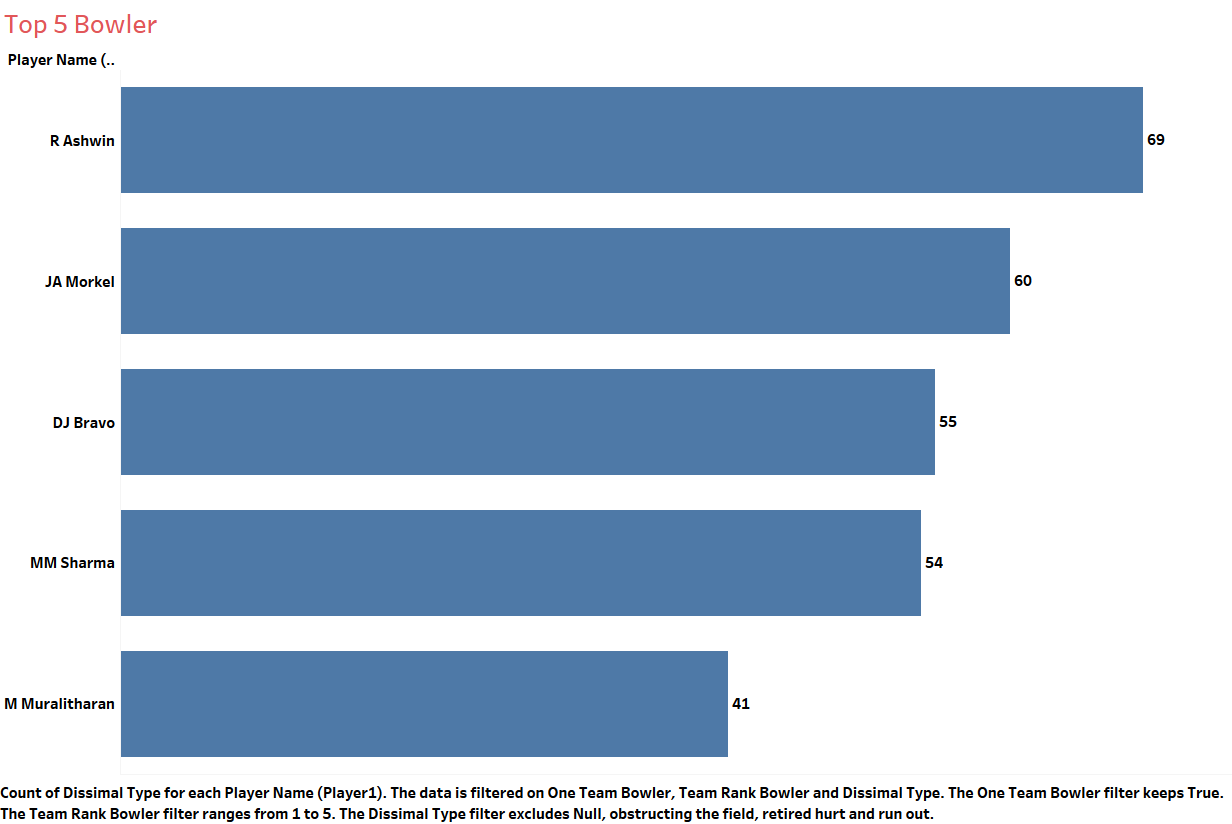 Top 5 Bowler
Player Name (..
R Ashwin 69
JA Morkel 60
DJ Bravo 55
MM Sharma 54
M Muralitharan 41
Count of Dissimal Type for each Player Name (Player1). The data is filtered on One Team Bowler, Team Rank Bowler and Dissimal Type. The One Team Bowler filter keeps True.
The Team Rank Bowler filter ranges from 1 to 5. The Dissimal Type filter excludes Null, obstructing the field, retired hurt and run out.